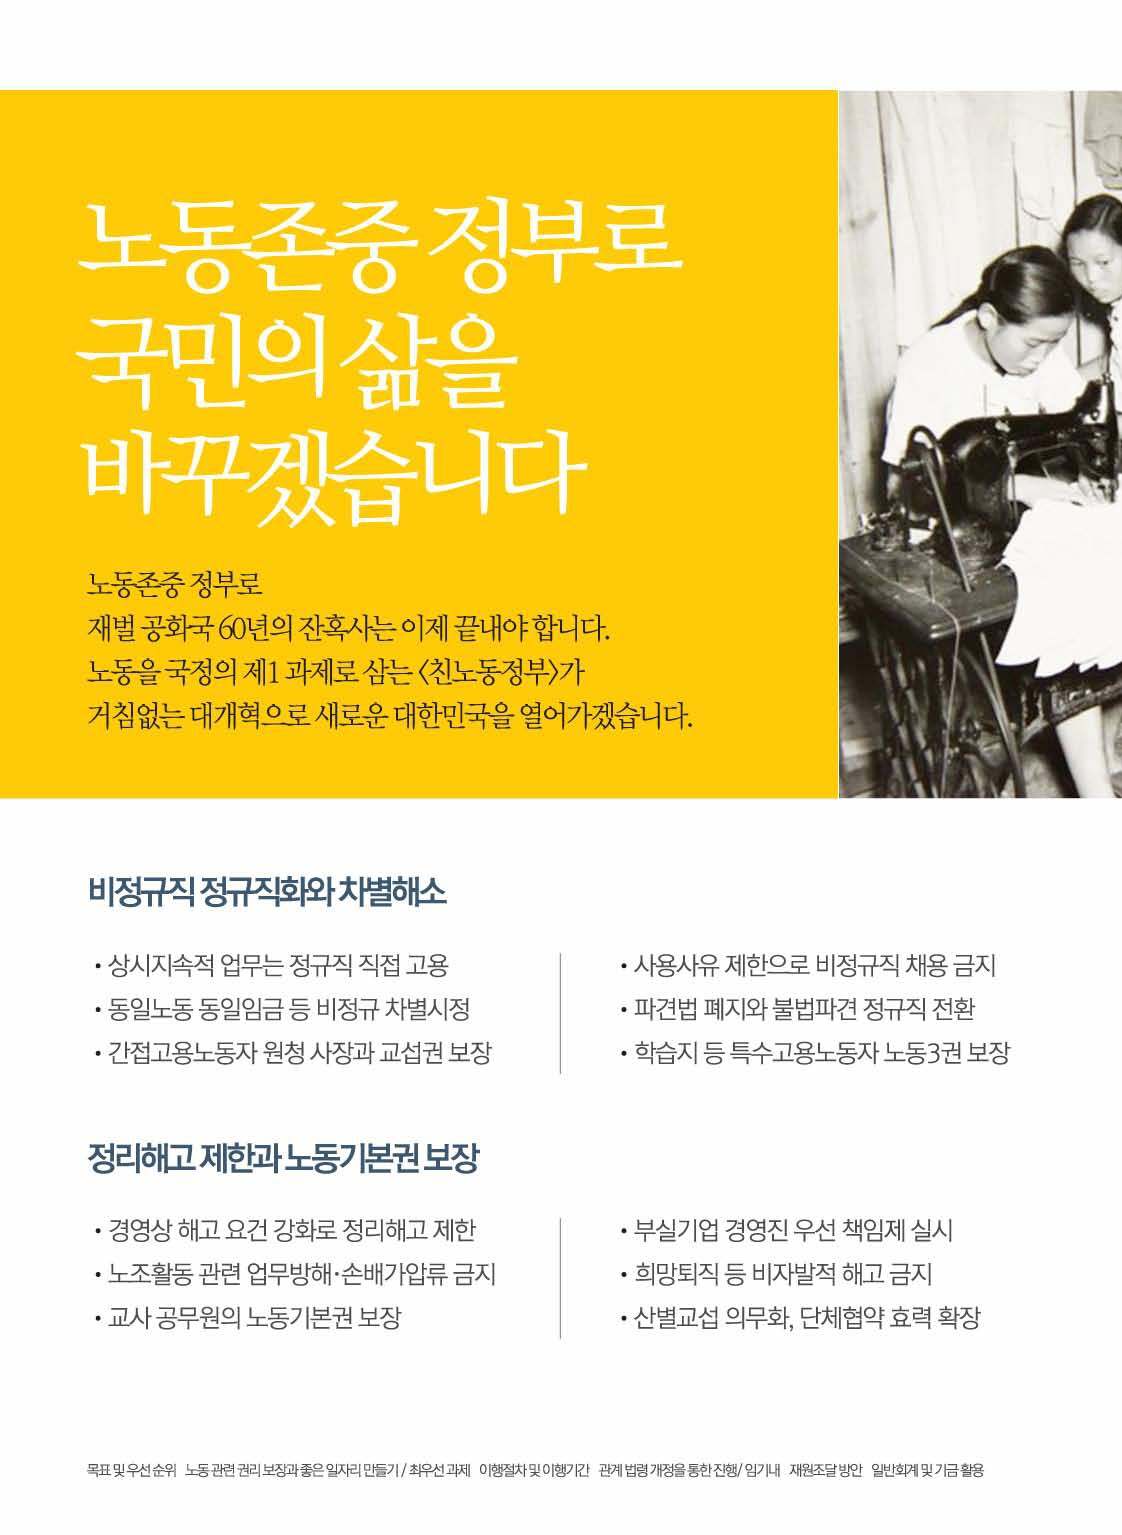 노동존중 정부로
국민의 삶을
바꾸겠습니다
노동존중 정부로
재벌 공화국 60년의 잔혹사는 이제 끝내야 합니다.
노동을 국정의 제1 과제로 삼는 〈친노동정부〉가
거침없는 대개혁으로 새로운 대한민국을 열어가겠습니다.
비정규직 정규직화와 차별해소
• 상시지속적 업무는 정규직 직접 고용
• 동일노동 동일임금 등 비정규 차별시정
• 간접고용노동자 원청 사장과 교섭권 보장
• 사용사유 제한으로 비정규직 채용 금지
• 파견법 폐지와 불법파견 정규직 전환
• 학습지 등 특수고용노동자 노동3권 보장
정리해고 제한과 노동기본권 보장
• 경영상 해고 요건 강화로 정리해고 제한
• 노조활동 관련 업무방해·손배가압류 금지
• 교사 공무원의 노동기본권 보장
• 부실기업 경영진 우선 책임제 실시
• 희망퇴직 등 비자발적 해고 금지
• 산별교섭 의무화, 단체협약 효력 확장
목표 및 우선 순위 노동 관련 권리 보장과 좋은 일자리 만들기 / 최우선 과제 이행절차 및 이행기간 관계 법령 개정을 통한 진행/ 임기내 재원조달 방안 일반회계 및 기금 활용